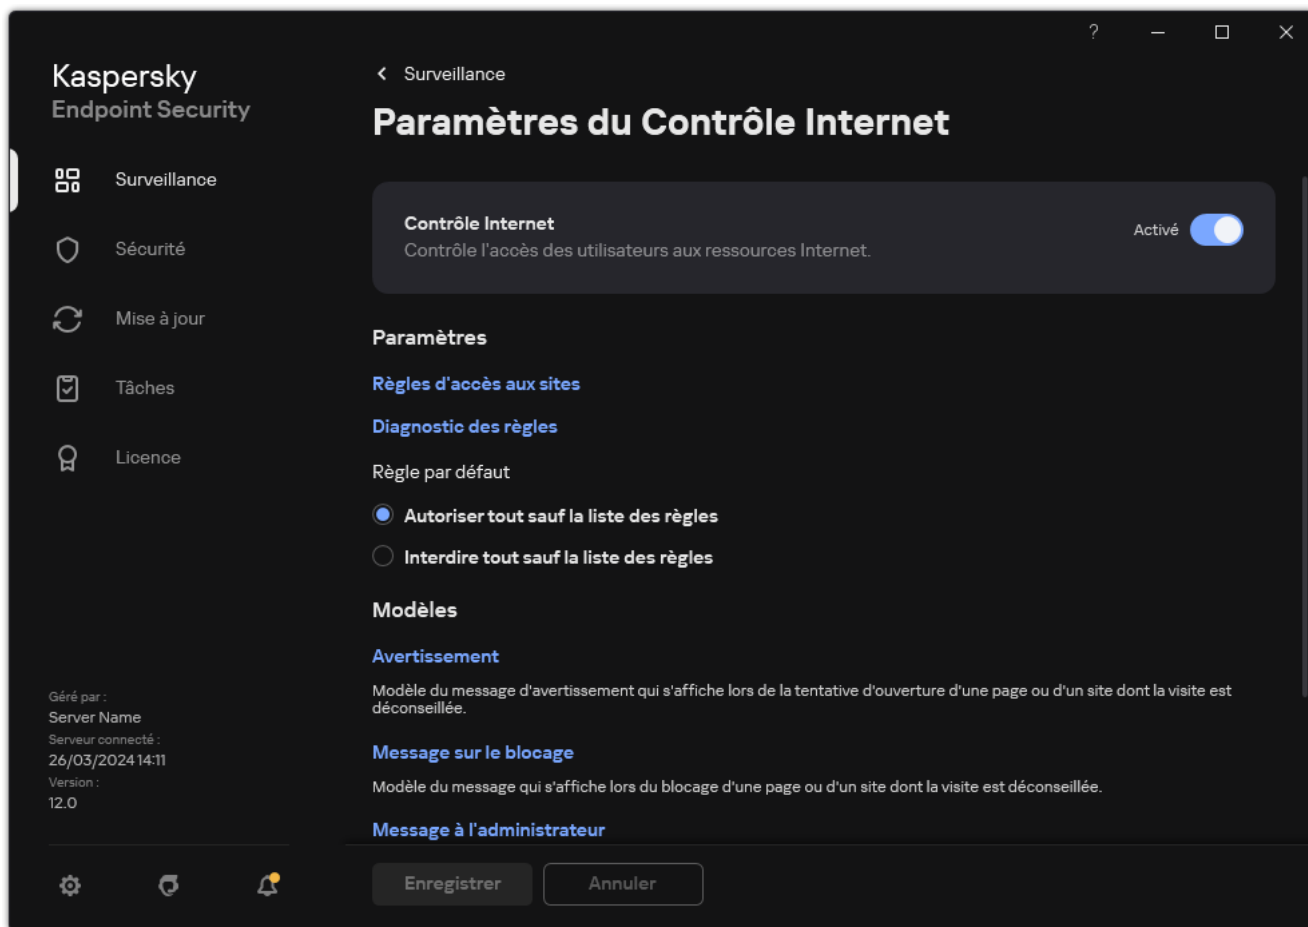 ?
Kaspersky
Endpoint Security
Surveillance
Sécurité
Mise à jour
Tâches
Licence
Géré par :
Server Name
Serveur connecté :
26/03/2024 14:11
Version :
12.0
Surveillance
Paramètres du Contrôle Internet
Contrôle Internet
Contrôle l'accès des utilisateurs aux ressources Internet.
Activé
Paramètres
Règles d'accès aux sites
Diagnostic des règles
Règle par défaut
Autoriser tout sauf la liste des règles
Interdire tout sauf la liste des règles
Modèles
Avertissement
Modèle du message d'avertissement qui s'affiche lors de la tentative d'ouverture d'une page ou d'un site dont la visite est
déconseillée.
Message sur le blocage
Modèle du message qui s'affiche lors du blocage d'une page ou d'un site dont la visite est déconseillée.
Message à l'administrateur
Enregistrer
Annuler